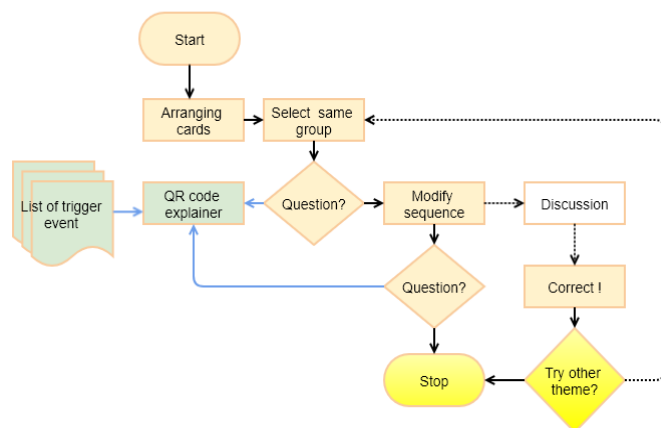 Start
Arranging
cards
Select same
group
List of trigger
event
QR code
explainer
Question?
Modify
sequence
Discussion
Question?
Correct !
Stop
Try other
theme?